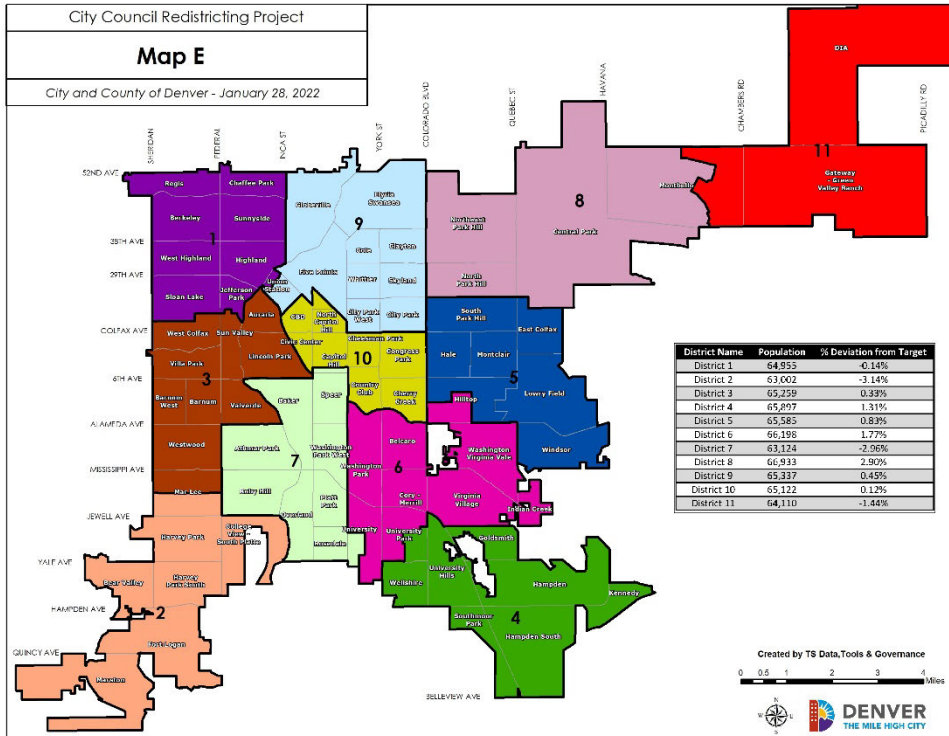 City Council Redistricting Project
Map E
City and County of Denver - January 28, 2022
SHERIDAN
FEDERAL
INCA ST
YORK ST
COLORADO BLVD
QUEBEC ST
HAVANA
CHAMBERS RD
PICADILLY RD
52ND AVE
35TH AVE
29TH AVE
COLFAX AVE
6TH AVE
ALAMEDA AVE
MISSISSIPPI AVE
JEWELL AVE
YALE AVE
HAMPDEN AVE
QUINCY AVE
BELLEVIEW AVE
DIA
11
Gateway
- Green
Valley Ranch
Montbello
8
Central Park
Northeast
Park Hill
North
Park Hill
Regis
Chaffee Park
Berkeley
Sunnyside
1
West Highland
Highland
Sloan Lake
Jefferson
Park
Union
Station
Globeville
Elyria
Swansea
9
Cole
Clayton
Five Points
Whittier
Skyland
City Park
West
City Park
Auraria
West Colfax
Sun Valley
Lincoln Park
Villa Park
3
Barnum
West
Barnum
Valverde
Westwood
Mar Lee
CBD
North
Capitol
Hill
Civic Center
Capitol
Hill
Cheesman Park
10
Congress
Park
Country
Club
Cherry
Creek
South
Park Hill
East Colfax
Hale
Montclair
5
Lowry Field
Windsor
Hilltop
Baker
Speer
Athmar Park
7
Washington
Park West
Ruby Hill
Platt
Park
Overland
Rosedale
Belcaro
Washington
Park
6
Washington
Virginia Vale
Cory -
Merrill
Virginia
Village
Indian Creek
University
University
Park
Goldsmith
University
Hills
Wellshire
Hampden
Kennedy
Southmoor
Park
4
Hampden South
Harvey Park
College
View -
South Platte
Bear Valley
Harvey
Park South
2
Fort Logan
Marston
District Name Population % Deviation from Target
District 1 64,955 -0.14%
District 2 63,002 -3.14%
District 3 65,259 0.33%
District 4 65,897 1.31%
District 5 65,585 0.83%
District 6 66,198 1.77%
District 7 63,124 -2.96%
District 8 66,933 2.90%
District 9 65,337 0.45%
District 10 65,122 0.12%
District 11 64,110 -1.44%
Created by TS Data,Tools & Governance
0 0.5 1 2 3 4
Miles
N
W E
S
DENVER
THE MILE HIGH CITY